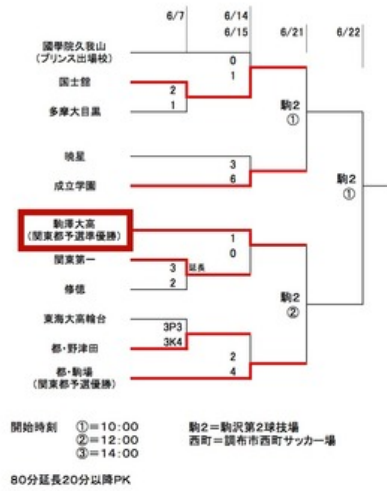 6/7
6/14
6/15
6/21
6/22
國學院久我山
(プリンス出場校)
0
国士館
2
1
多摩大目黒
1
駒2
①
暁星
3
成立学園
6
駒2
①
駒澤大高
(関東都予選準優勝)
1
0
関東第一
3
延長
修徳
2
駒2
②
東海大高輪台
3P3
都・野津田
3K4
2
都・駒場
4
(関東都予選優勝)
開始時刻 ①=10:00 駒2=駒沢第2球技場
②=12:00 西町=調布市西町サッカー場
③=14:00
80分延長20分以降PK